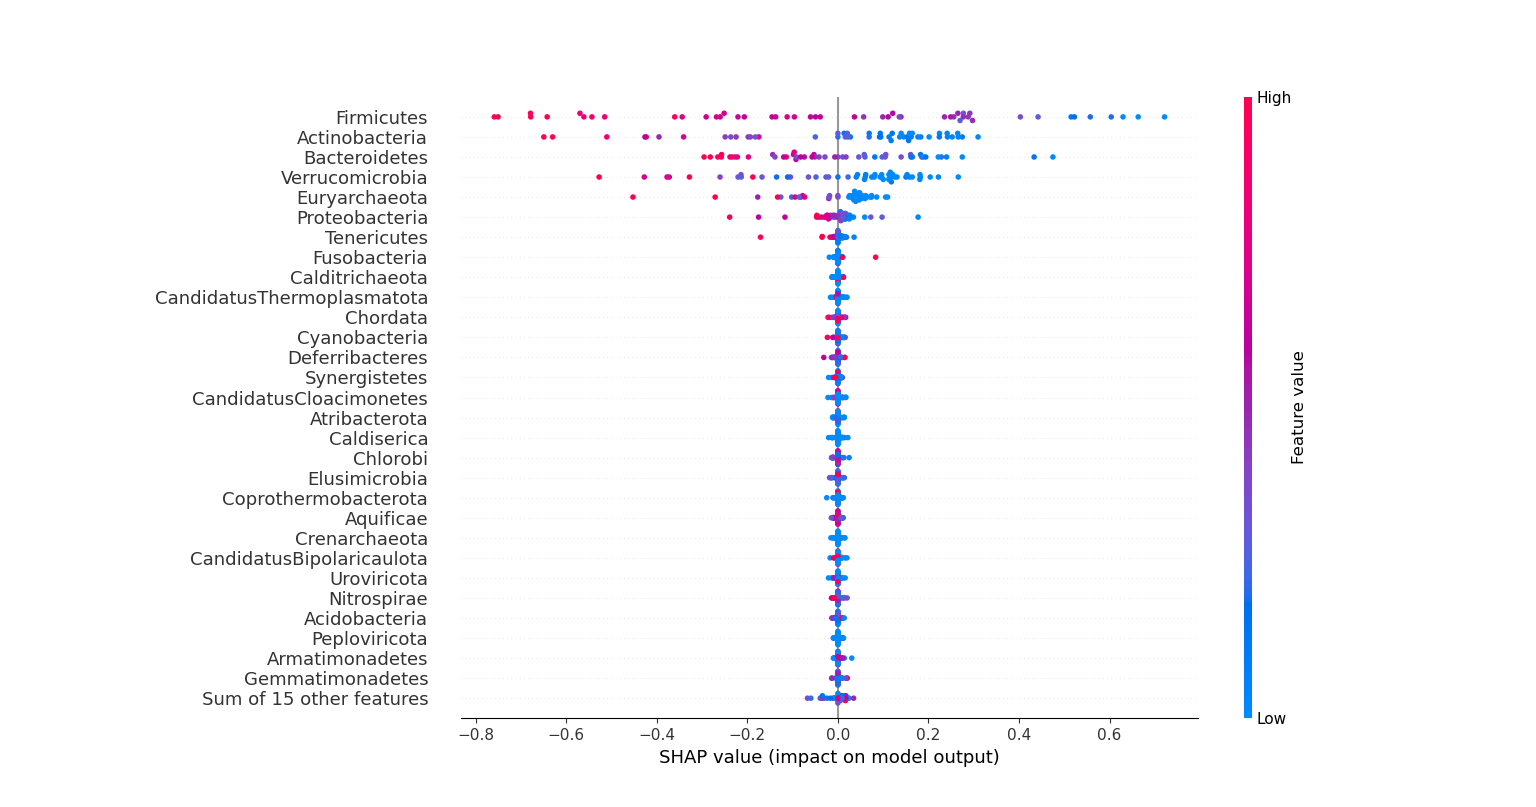 High
Firmicutes
Actinobacteria
Bacteroidetes
Verrucomicrobia
Euryarchaeota
Proteobacteria
Tenericutes
Fusobacteria
Calditrichaeota
CandidatusThermoplasmatota
Chordata
Cyanobacteria
Deferribacteres
Synergistetes
CandidatusCloacimonetes
Atribacterota
Caldiserica
Chlorobi
Elusimicrobia
Coprothermobacterota
Aquificae
Crenarchaeota
CandidatusBipolaricaulota
Uroviricota
Nitrospirae
Acidobacteria
Peploviricota
Armatimonadetes
Gemmatimonadetes
Sum of 15 other features
Feature value
Low
−0.8 −0.6 −0.4 −0.2 0.0 0.2 0.4 0.6
SHAP value (impact on model output)